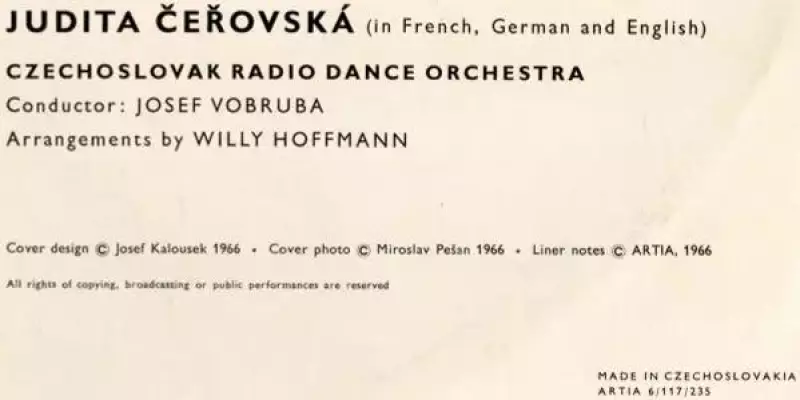 JUDITA ČEŘOVSKÁ (in French, German and English)
CZECHOSLOVAK RADIO DANCE ORCHESTRA
Conductor: JOSEF VOBRUBA
Arrangements by WILLY HOFFMANN
Cover design © Josef Kalousek 1966 • Cover photo © Miroslav Pešan 1966 • Liner notes © ARTIA, 1966
All rights of copying, broadcasting or public performances are reserved
MADE IN CZECHOSLOVAKIA
ARTIA 6/117/235